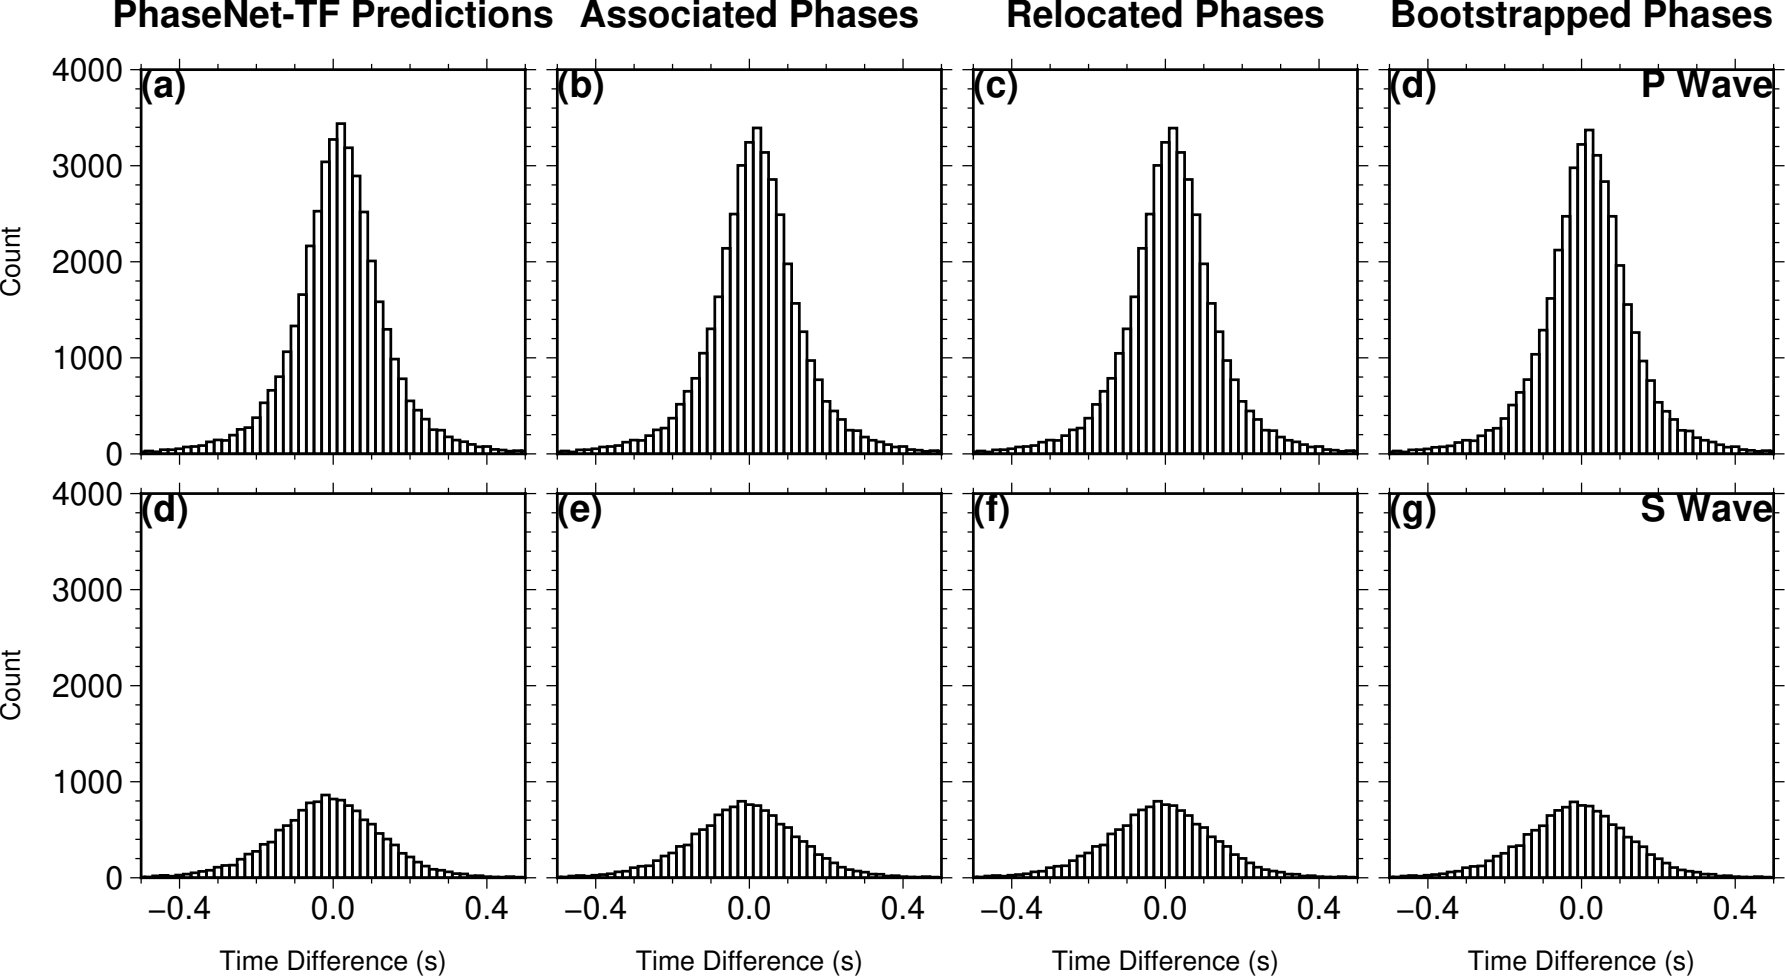 PhaseNet-TF Predictions Associated Phases Relocated Phases Bootstrapped Phases
(a) (b) (c) (d) P Wave
4000
3000
2000
1000
0
Count
(d) (e) (f) (g) S Wave
4000
3000
2000
1000
0
Count
−0.4 0.0 0.4 −0.4 0.0 0.4 −0.4 0.0 0.4 −0.4 0.0 0.4
Time Difference (s) Time Difference (s) Time Difference (s) Time Difference (s)